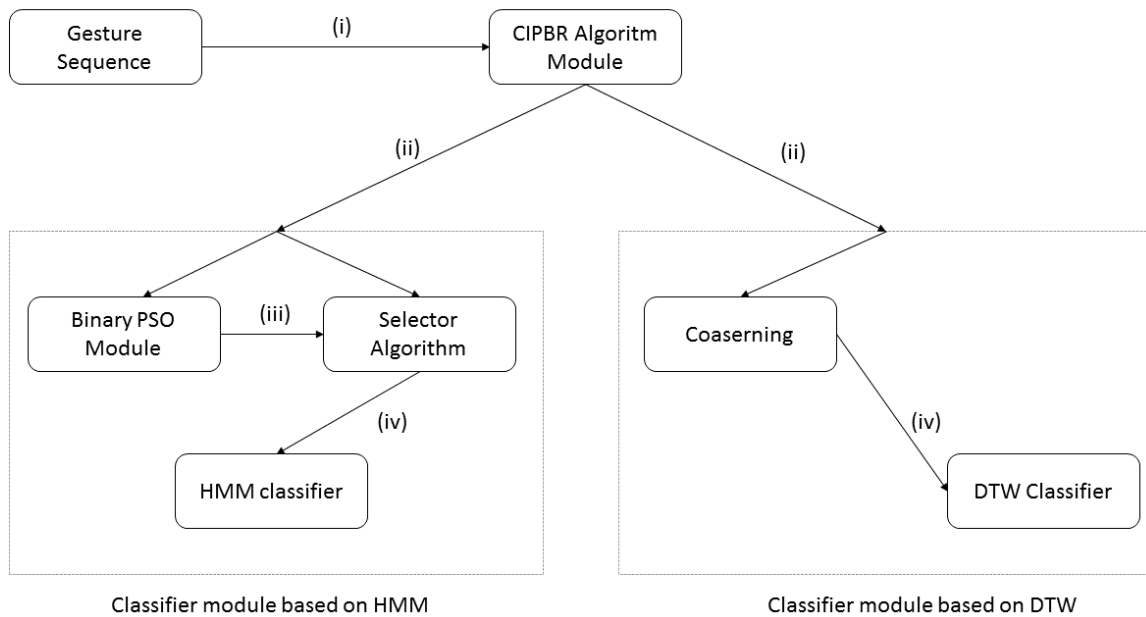 Gesture
Sequence
(i)
CIPBR Algoritm
Module
(ii)
(ii)
Binary PSO
Module
(iii)
Selector
Algorithm
(iv)
HMM classifier
Classifier module based on HMM
Coaserning
(iv)
DTW Classifier
Classifier module based on DTW